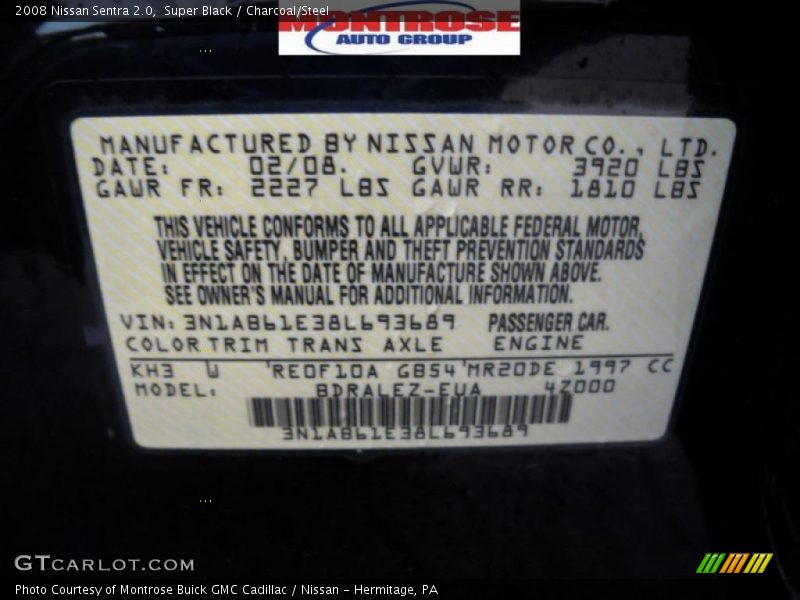 2008 Nissan Sentra 2.0, Super Black / Charcoal/Steel
MONTROSE
AUTO GROUP
MANUFACTURED BY NISSAN MOTOR CO., LTD.
DATE: 02/08. GVWR: 3920 LBS
GAWR FR: 2227 LBS GAWR RR: 1810 LBS
THIS VEHICLE CONFORMS TO ALL APPLICABLE FEDERAL MOTOR
VEHICLE SAFETY, BUMPER AND THEFT PREVENTION STANDARDS
IN EFFECT ON THE DATE OF MANUFACTURE SHOWN ABOVE.
SEE OWNER'S MANUAL FOR ADDITIONAL INFORMATION.
VIN: 3N1AB61E38L693689 PASSENGER CAR.
COLOR TRIM TRANS AXLE ENGINE
KH3 W RE0F10A GB54 MR20DE 1997 CC
MODEL: BDRALEZ-EUA 4Z000
3N1AB61E38L693689
GTCARLOT.COM
Photo Courtesy of Montrose Buick GMC Cadillac / Nissan - Hermitage, PA